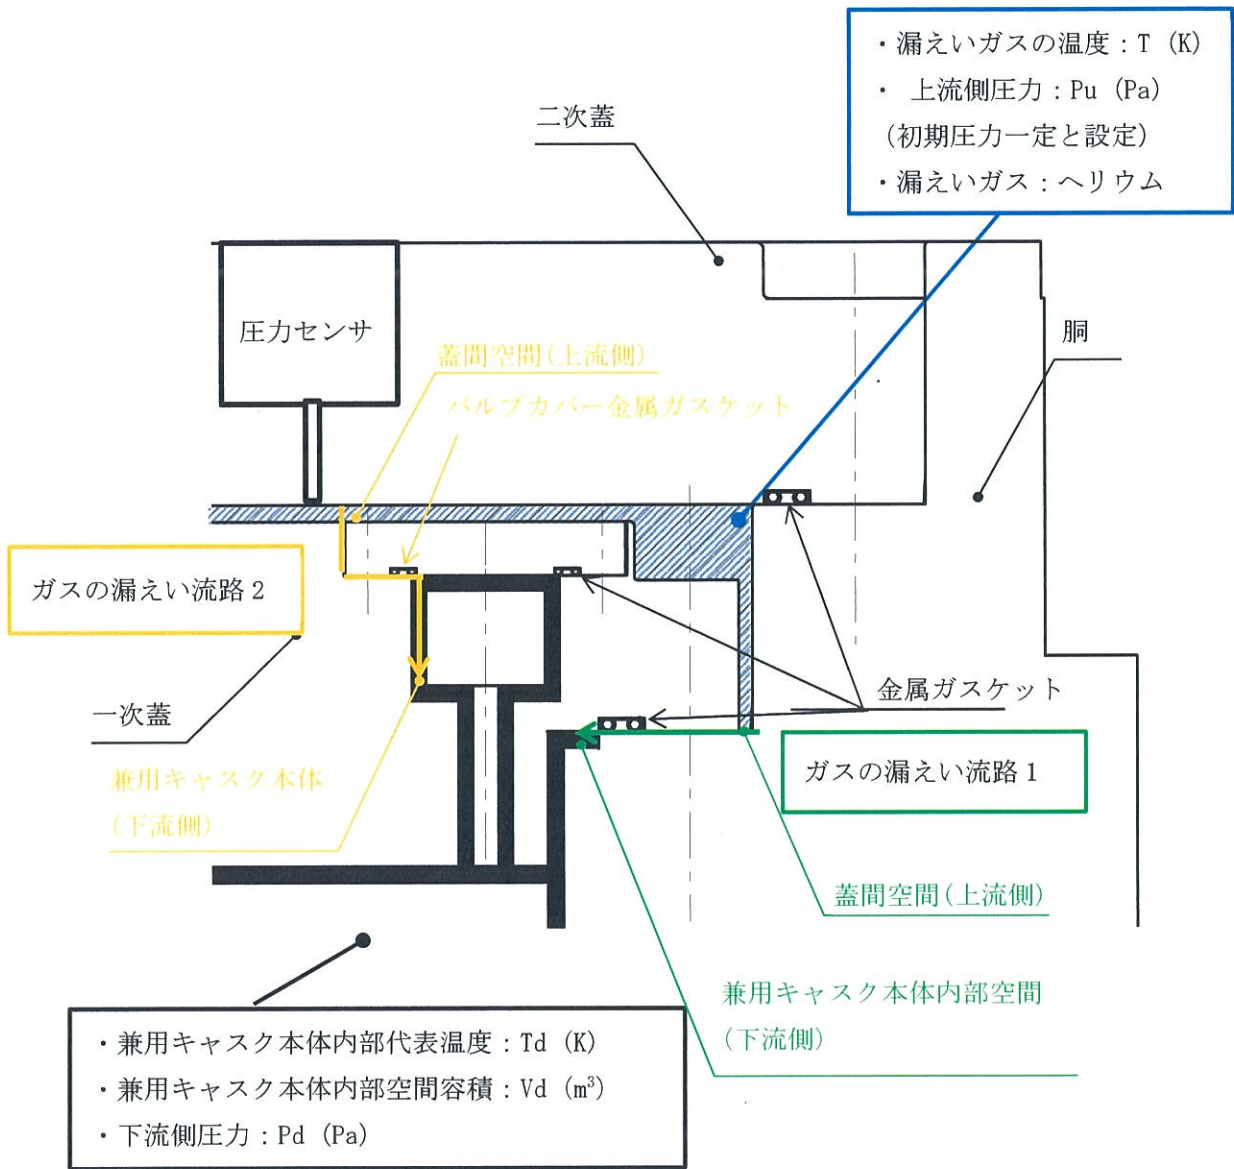 ・漏えいガスの温度：T (K)
・ 上流側圧力：Pu (Pa)
(初期圧力一定と設定)
・漏えいガス：ヘリウム
二次蓋
圧力センサ
胴
蓋間空間(上流側)
バルブカバー金属ガスケット
ガスの漏えい流路2
一次蓋
金属ガスケット
ガスの漏えい流路1
兼用キャスク本体
(下流側)
蓋間空間(上流側)
兼用キャスク本体内部空間
(下流側)
・兼用キャスク本体内部代表温度：Td (K)
・兼用キャスク本体内部空間容積：Vd (m³)
・下流側圧力：Pd (Pa)